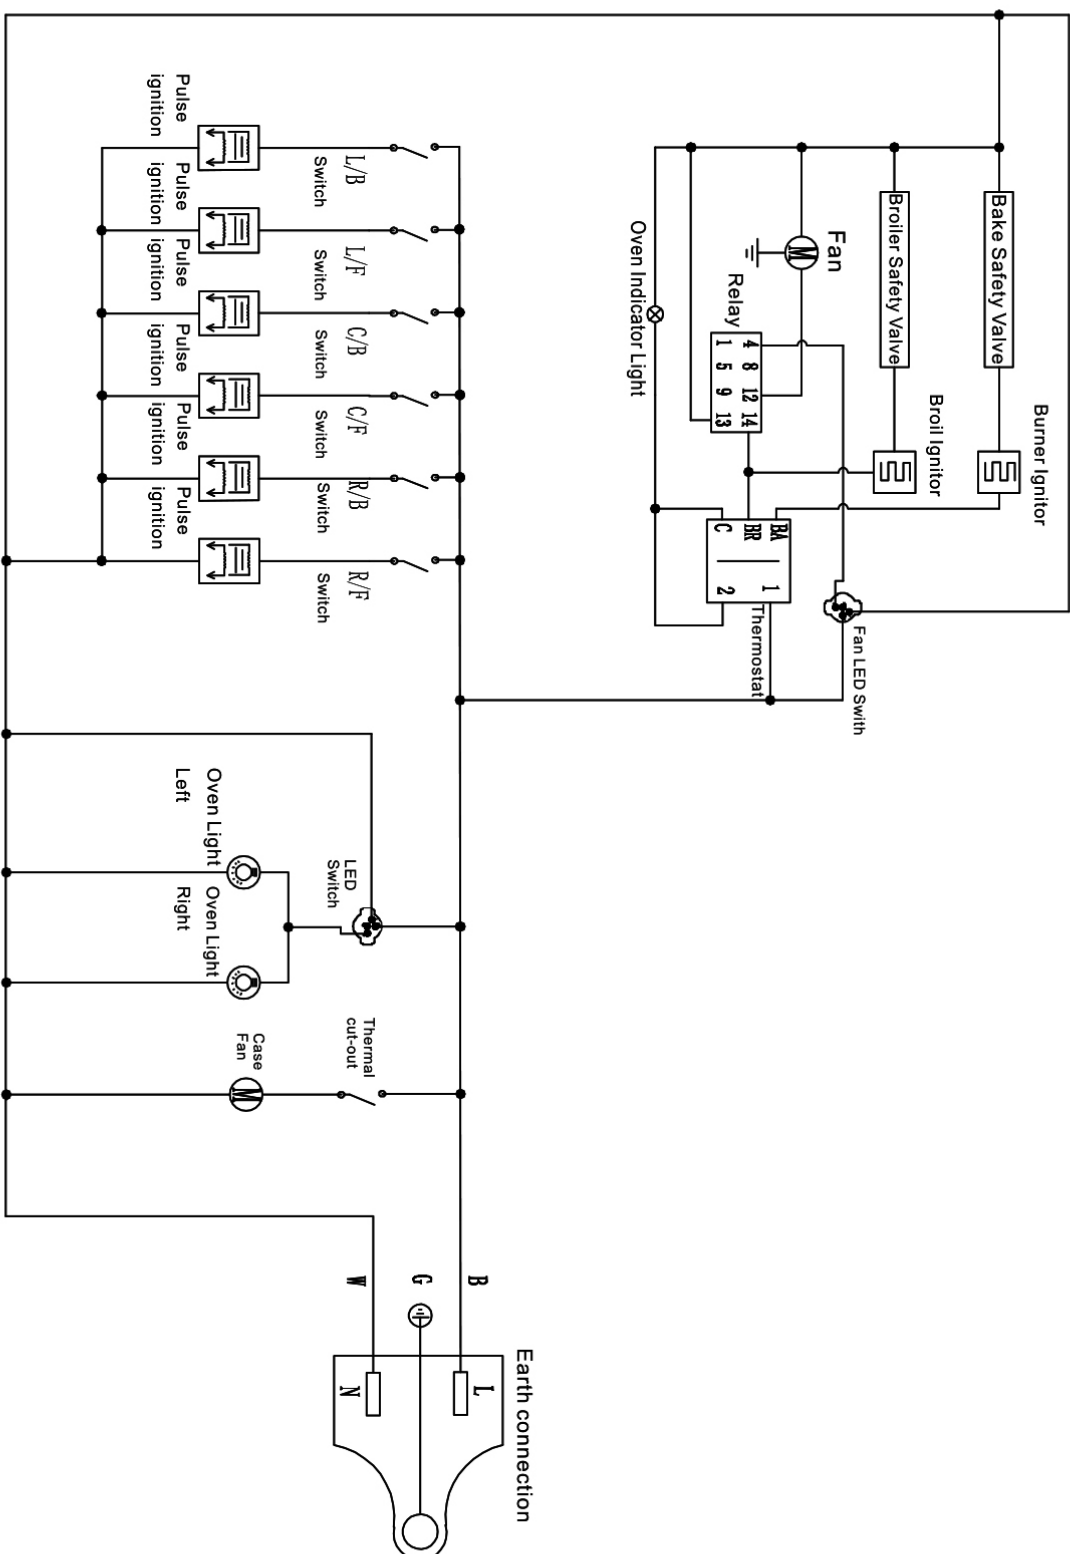 Burner Ignitor
Broil Ignitor
Bake Safety Valve
Broiler Safety Valve
Fan
Relay
4 8 12 14
1 5 9 13
Oven Indicator Light
BA
BR
C
1
2
Thermostat
Fan LED Swith
L/B
Switch
L/F
Switch
C/B
Switch
C/F
Switch
R/B
Switch
R/F
Switch
Pulse
ignition
Pulse
ignition
Pulse
ignition
Pulse
ignition
Pulse
ignition
Pulse
ignition
LED
Switch
Oven Light
Left
Oven Light
Right
Thermal
cut-out
Case
Fan
M
M
B
G
W
Earth connection
L
N